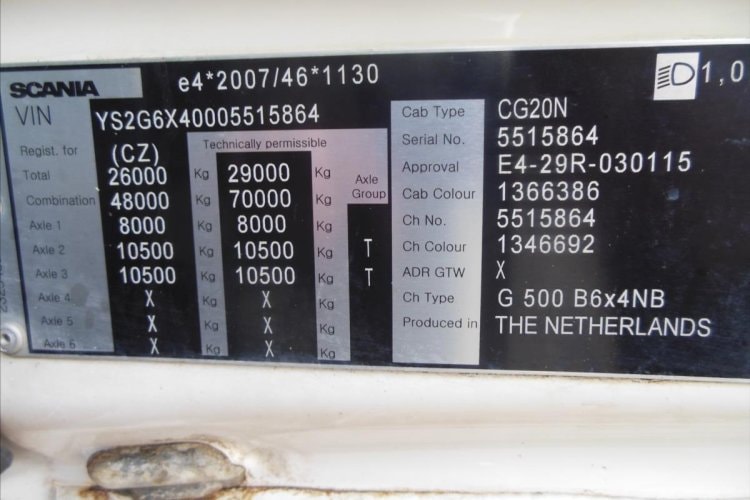 SCANIA e4*2007/46*1130 1,0
VIN YS2G6X40005515864
Regist. for (CZ) Technically permissible Axle Group
Total 26000 Kg 29000 Kg
Combination 48000 Kg 70000 Kg
Axle 1 8000 Kg 8000 Kg
Axle 2 10500 Kg 10500 Kg T
Axle 3 10500 Kg 10500 Kg T
Axle 4 X Kg X Kg
Axle 5 X Kg X Kg
Axle 6 X Kg X Kg
Cab Type CG20N
Serial No. 5515864
Approval E4-29R-030115
Cab Colour 1366386
Ch No. 5515864
Ch Colour 1346692
ADR GTW X
Ch Type G 500 B6x4NB
Produced in THE NETHERLANDS